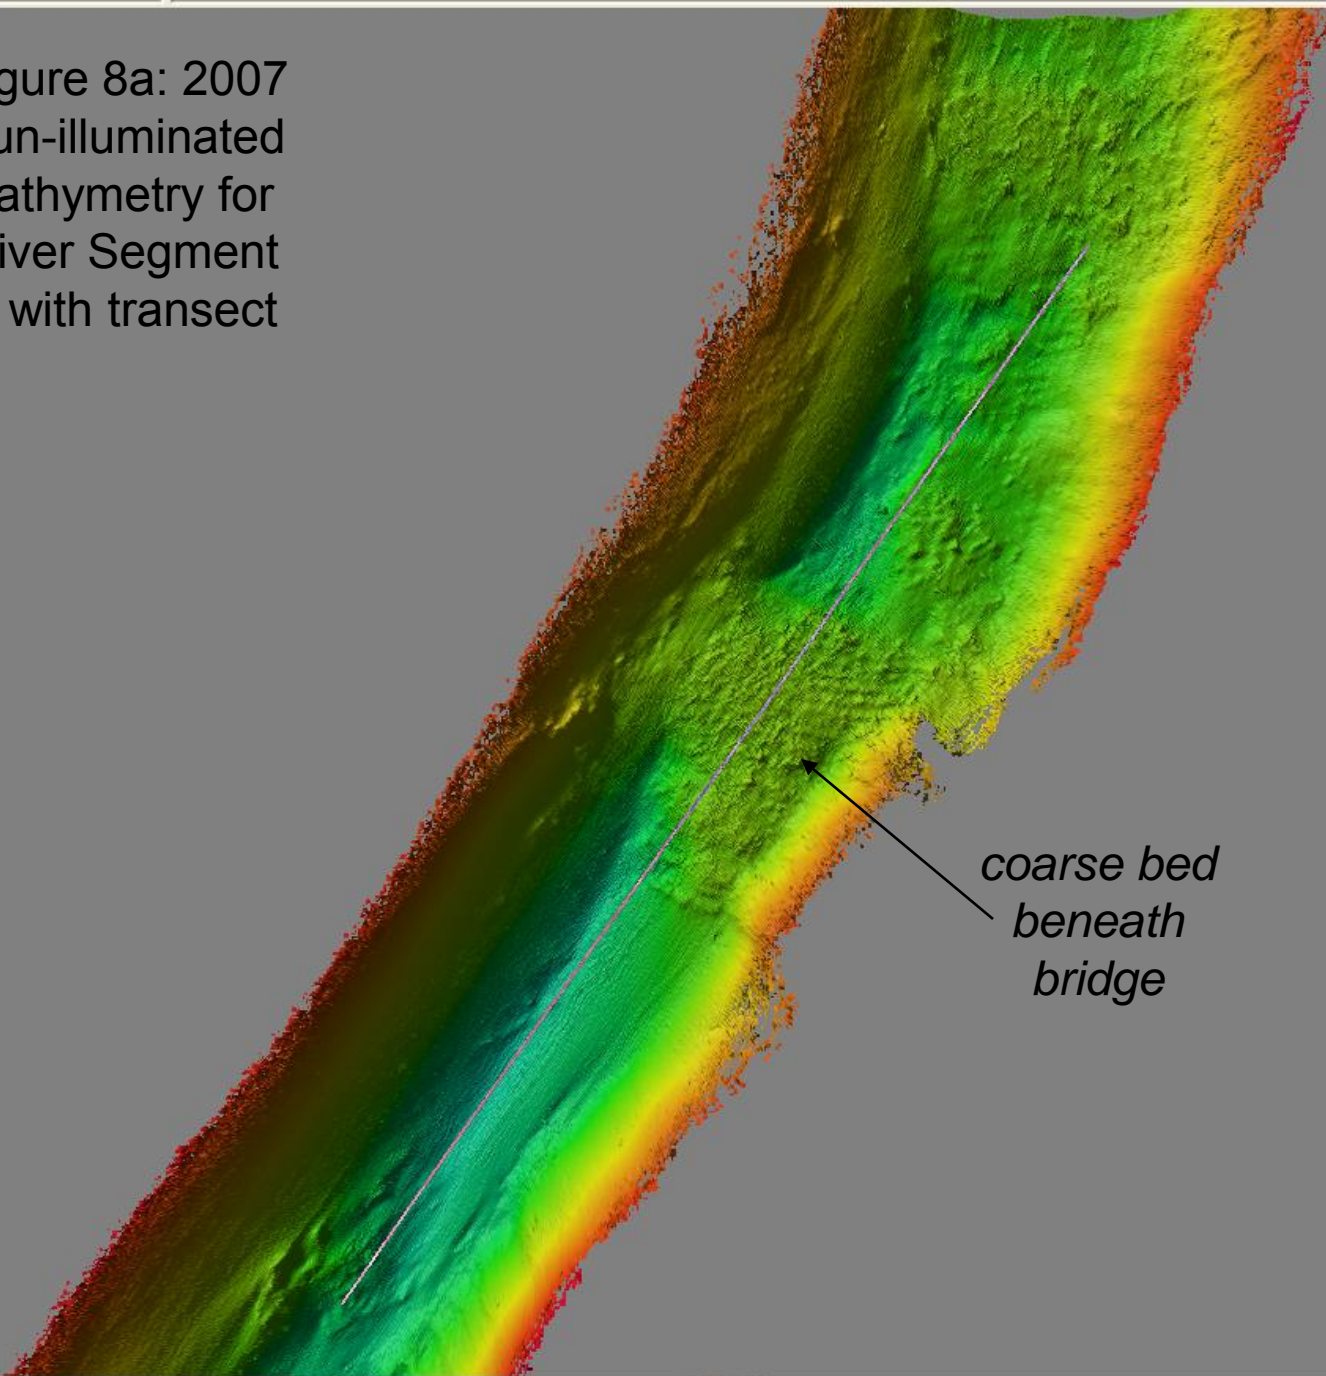 gure 8a: 2007
un-illuminated
athymetry for
iver Segment
with transect
coarse bed
beneath
bridge